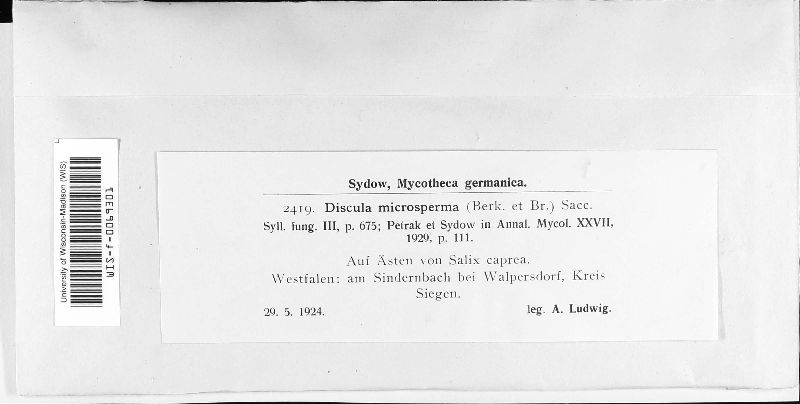 Sydow, Mycotheca germanica.
2419. Discula microsperma (Berk. et Br.) Sacc.
Syll. fung. III, p. 675; Petrak et Sydow in Annal. Mycol. XXVII,
1929, p. 111.
Auf Ästen von Salix caprea.
Westfalen: am Sindernbach bei Walpersdorf, Kreis
Siegen.
29. 5. 1924. leg. A. Ludwig.
University of Wisconsin-Madison (WIS)
WIS-f-0069301